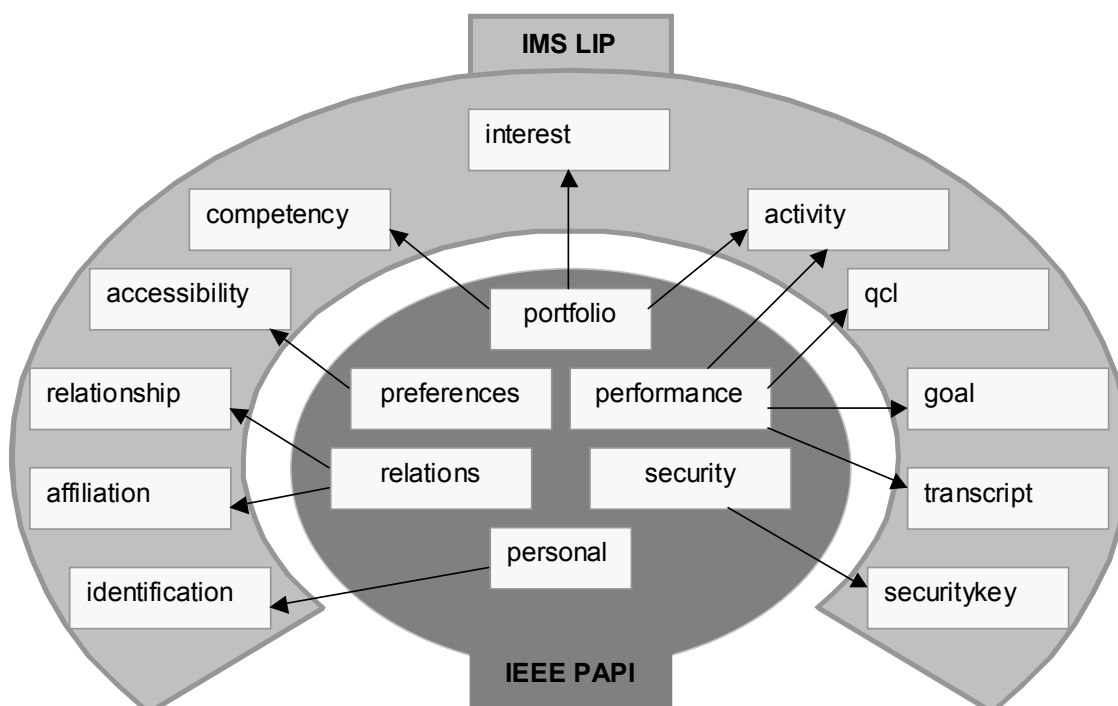 IMS LIP
interest
competency
activity
accessibility
qcl
portfolio
relationship
preferences
performance
goal
affiliation
relations
security
transcript
personal
identification
securitykey
IEEE PAPI